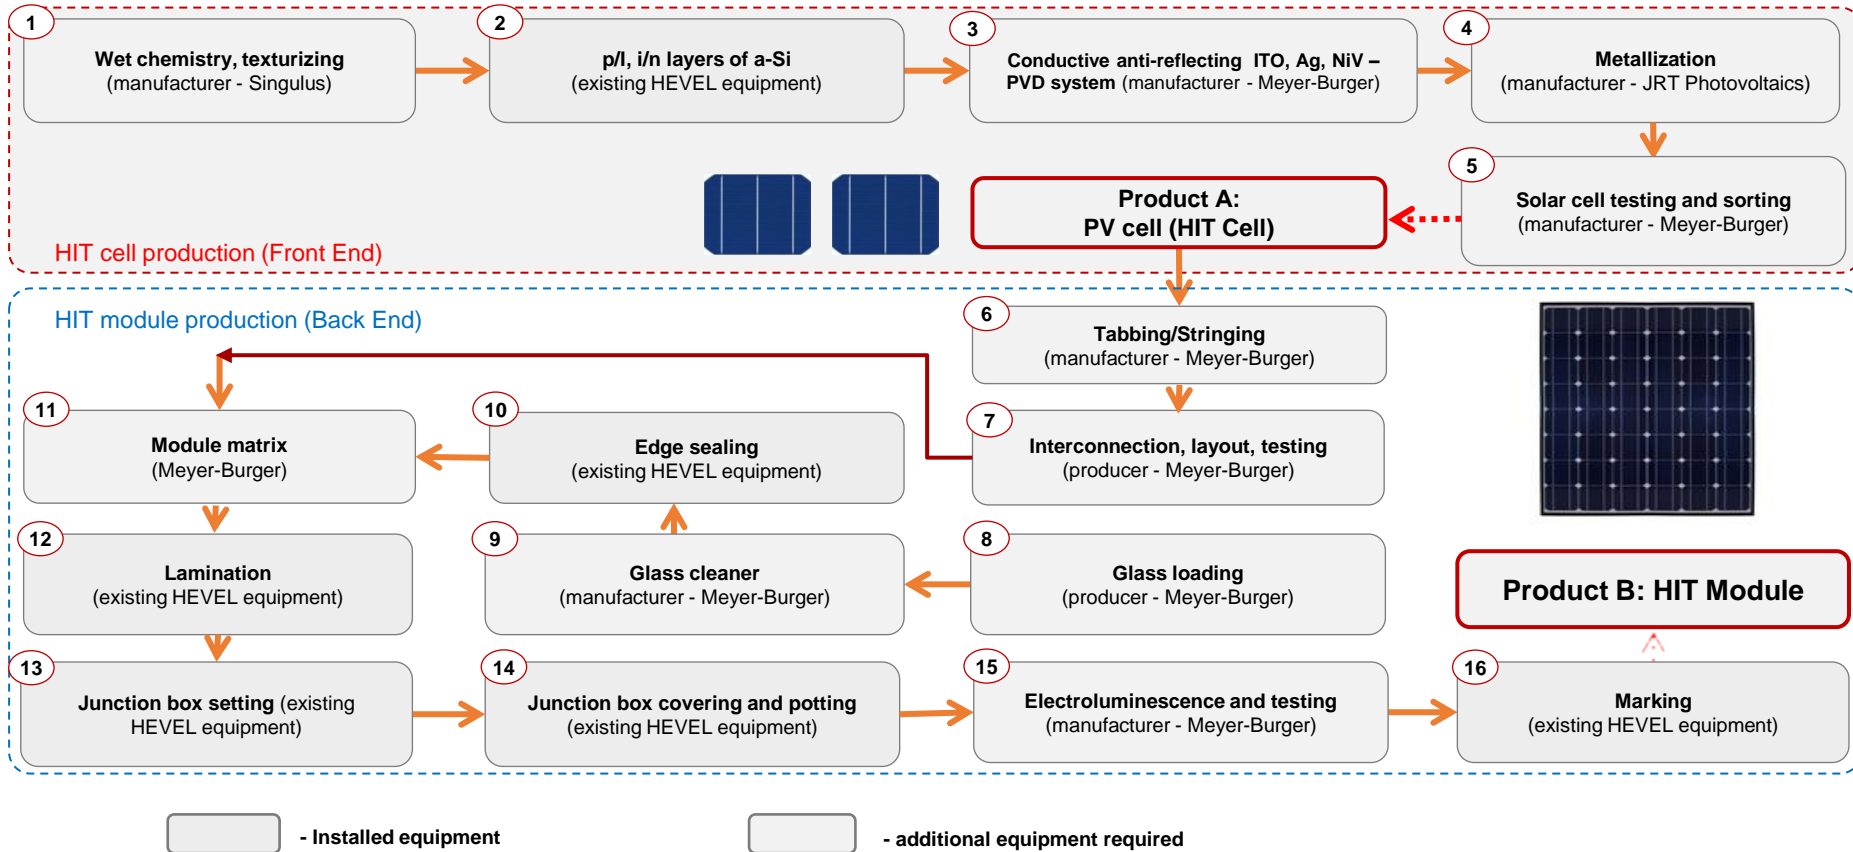 1
Wet chemistry, texturizing
(manufacturer - Singulus)
2
p/I, i/n layers of a-Si
(existing HEVEL equipment)
3
Conductive anti-reflecting ITO, Ag, NiV –
PVD system (manufacturer - Meyer-Burger)
4
Metallization
(manufacturer - JRT Photovoltaics)
5
Solar cell testing and sorting
(manufacturer - Meyer-Burger)
Product A:
PV cell (HIT Cell)
HIT cell production (Front End)
HIT module production (Back End)
6
Tabbing/Stringing
(manufacturer - Meyer-Burger)
7
Interconnection, layout, testing
(producer - Meyer-Burger)
8
Glass loading
(producer - Meyer-Burger)
9
Glass cleaner
(manufacturer - Meyer-Burger)
10
Edge sealing
(existing HEVEL equipment)
11
Module matrix
(Meyer-Burger)
12
Lamination
(existing HEVEL equipment)
13
Junction box setting (existing
HEVEL equipment)
14
Junction box covering and potting
(existing HEVEL equipment)
15
Electroluminescence and testing
(manufacturer - Meyer-Burger)
16
Marking
(existing HEVEL equipment)
Product B: HIT Module
- Installed equipment
- additional equipment required